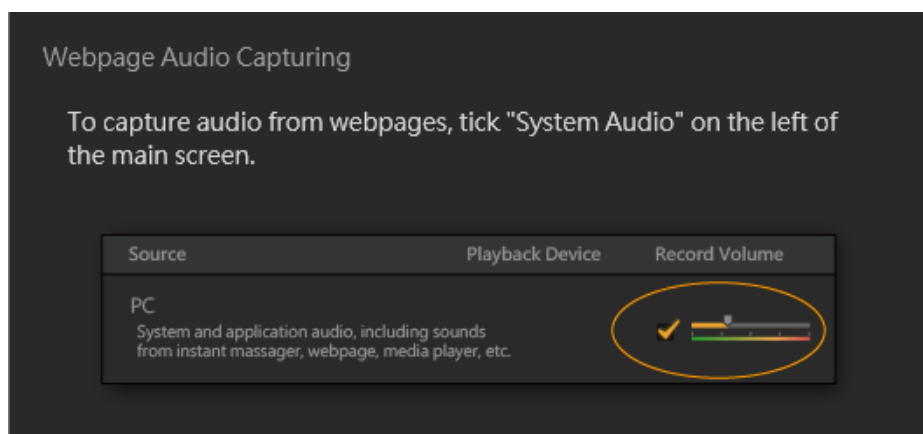 Webpage Audio Capturing
To capture audio from webpages, tick "System Audio" on the left of
the main screen.
Source Playback Device Record Volume
PC
System and application audio, including sounds
from instant massager, webpage, media player, etc.